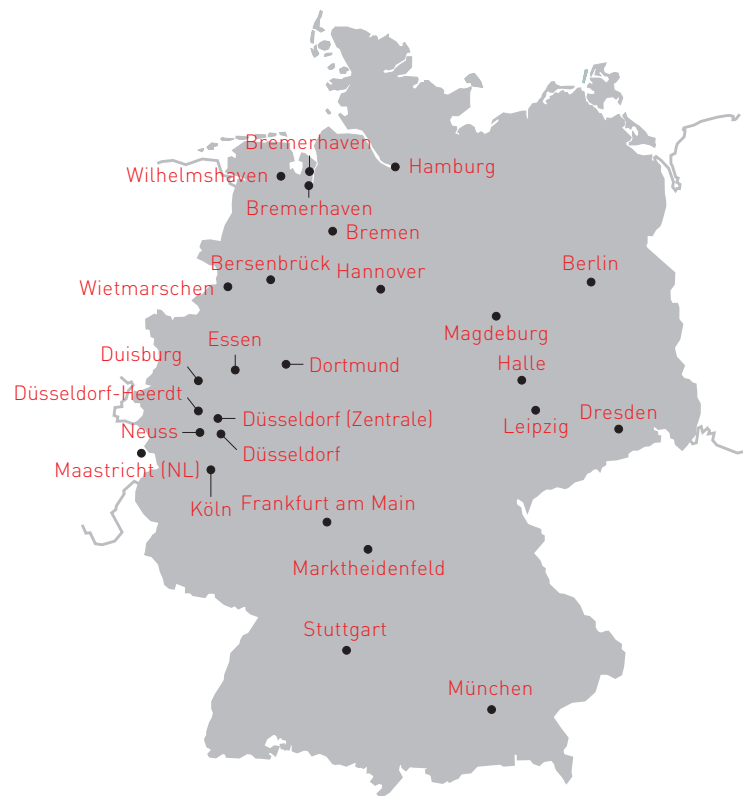 Bremerhaven
Hamburg
Wilhelmshaven
Bremerhaven
Bremen
Bersenbrück
Hannover
Berlin
Wietmarschen
Magdeburg
Essen
Duisburg
Dortmund
Halle
Düsseldorf-Heerdt
Düsseldorf (Zentrale)
Leipzig
Dresden
Neuss
Düsseldorf
Maastricht (NL)
Köln
Frankfurt am Main
Marktheidenfeld
Stuttgart
München